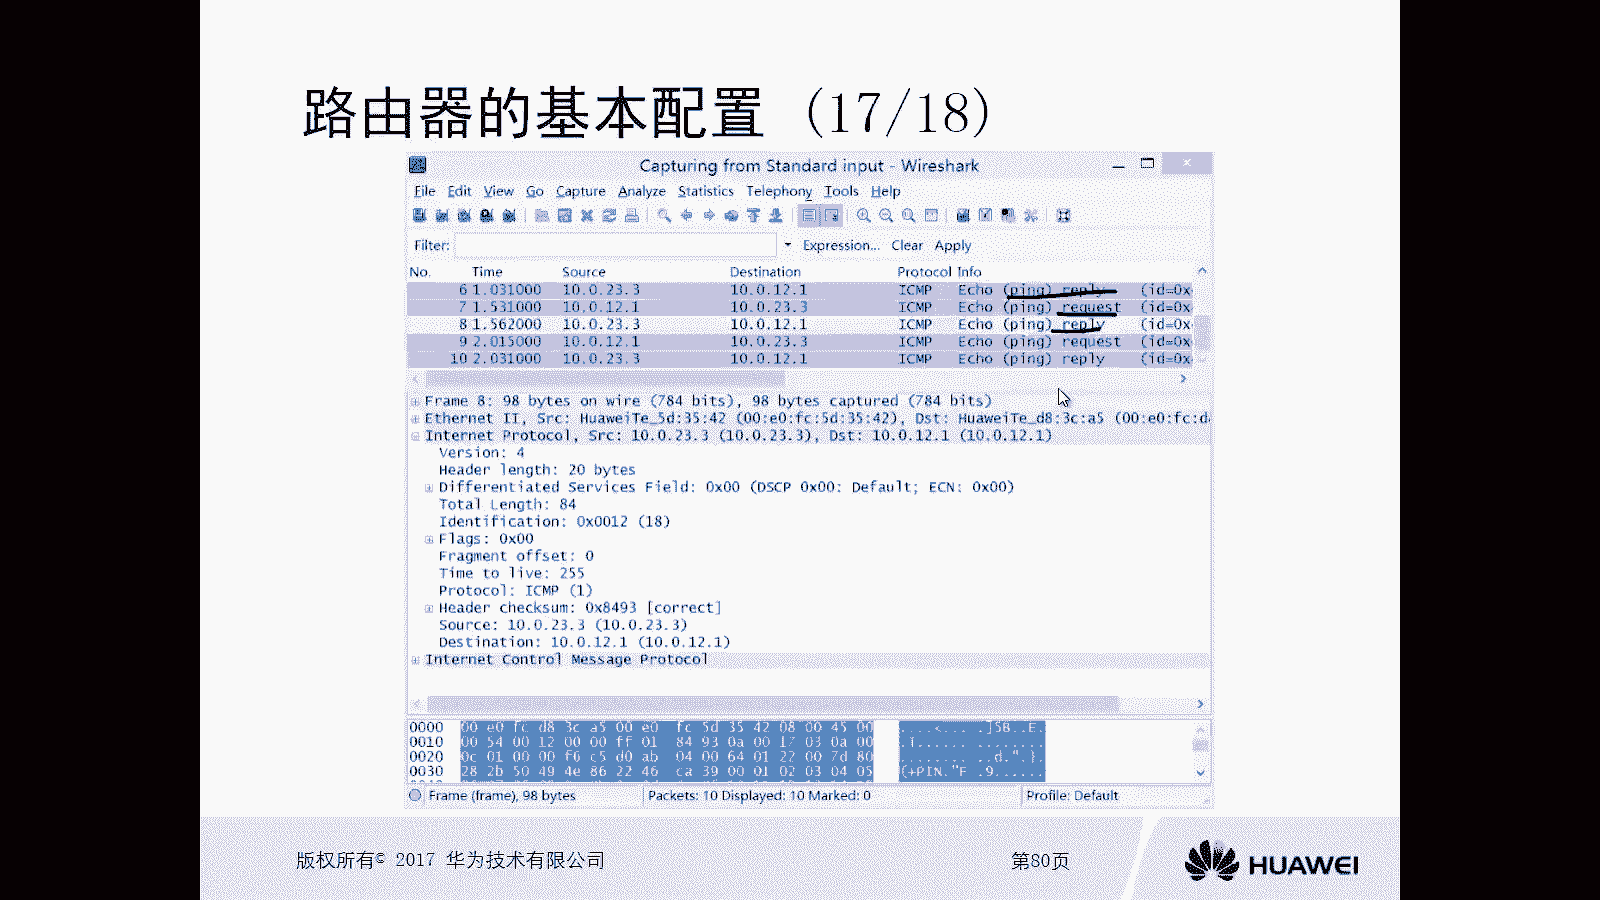 路由器的基本配置 (17/18)
Capturing from Standard input - Wireshark
File Edit View Go Capture Analyze Statistics Telephony Tools Help
Filter: Expression... Clear Apply
No. Time Source Destination Protocol Info
6 1.031000 10.0.23.3 10.0.12.1 ICMP Echo (ping) reply (id=0x
7 1.531000 10.0.12.1 10.0.23.3 ICMP Echo (ping) request (id=0x
8 1.562000 10.0.23.3 10.0.12.1 ICMP Echo (ping) reply (id=0x
9 2.015000 10.0.12.1 10.0.23.3 ICMP Echo (ping) request (id=0x
10 2.031000 10.0.23.3 10.0.12.1 ICMP Echo (ping) reply (id=0x
Frame 8: 98 bytes on wire (784 bits), 98 bytes captured (784 bits)
Ethernet II, Src: HuaweiTe_5d:35:42 (00:e0:fc:5d:35:42), Dst: HuaweiTe_d8:3c:a5 (00:e0:fc:d
Internet Protocol, Src: 10.0.23.3 (10.0.23.3), Dst: 10.0.12.1 (10.0.12.1)
Version: 4
Header length: 20 bytes
Differentiated Services Field: 0x00 (DSCP 0x00: Default; ECN: 0x00)
Total Length: 84
Identification: 0x0012 (18)
Flags: 0x00
Fragment offset: 0
Time to live: 255
Protocol: ICMP (1)
Header checksum: 0x8493 [correct]
Source: 10.0.23.3 (10.0.23.3)
Destination: 10.0.12.1 (10.0.12.1)
Internet Control Message Protocol
0000 00 e0 fc d8 3c a5 00 e0 fc 5d 35 42 08 00 45 00 ....<... .]5B..E.
0010 00 54 00 12 00 00 ff 01 84 93 0a 00 17 03 0a 00 .T...... ........
0020 0c 01 00 00 f6 c5 d0 ab 04 00 64 01 22 00 7d 80 ........ ..d.".}.
0030 28 2b 50 49 4e 86 22 46 ca 39 00 01 02 03 04 05 (+PIN."F .9......
Frame (frame), 98 bytes Packets: 10 Displayed: 10 Marked: 0 Profile: Default
版权所有© 2017 华为技术有限公司 第80页 HUAWEI